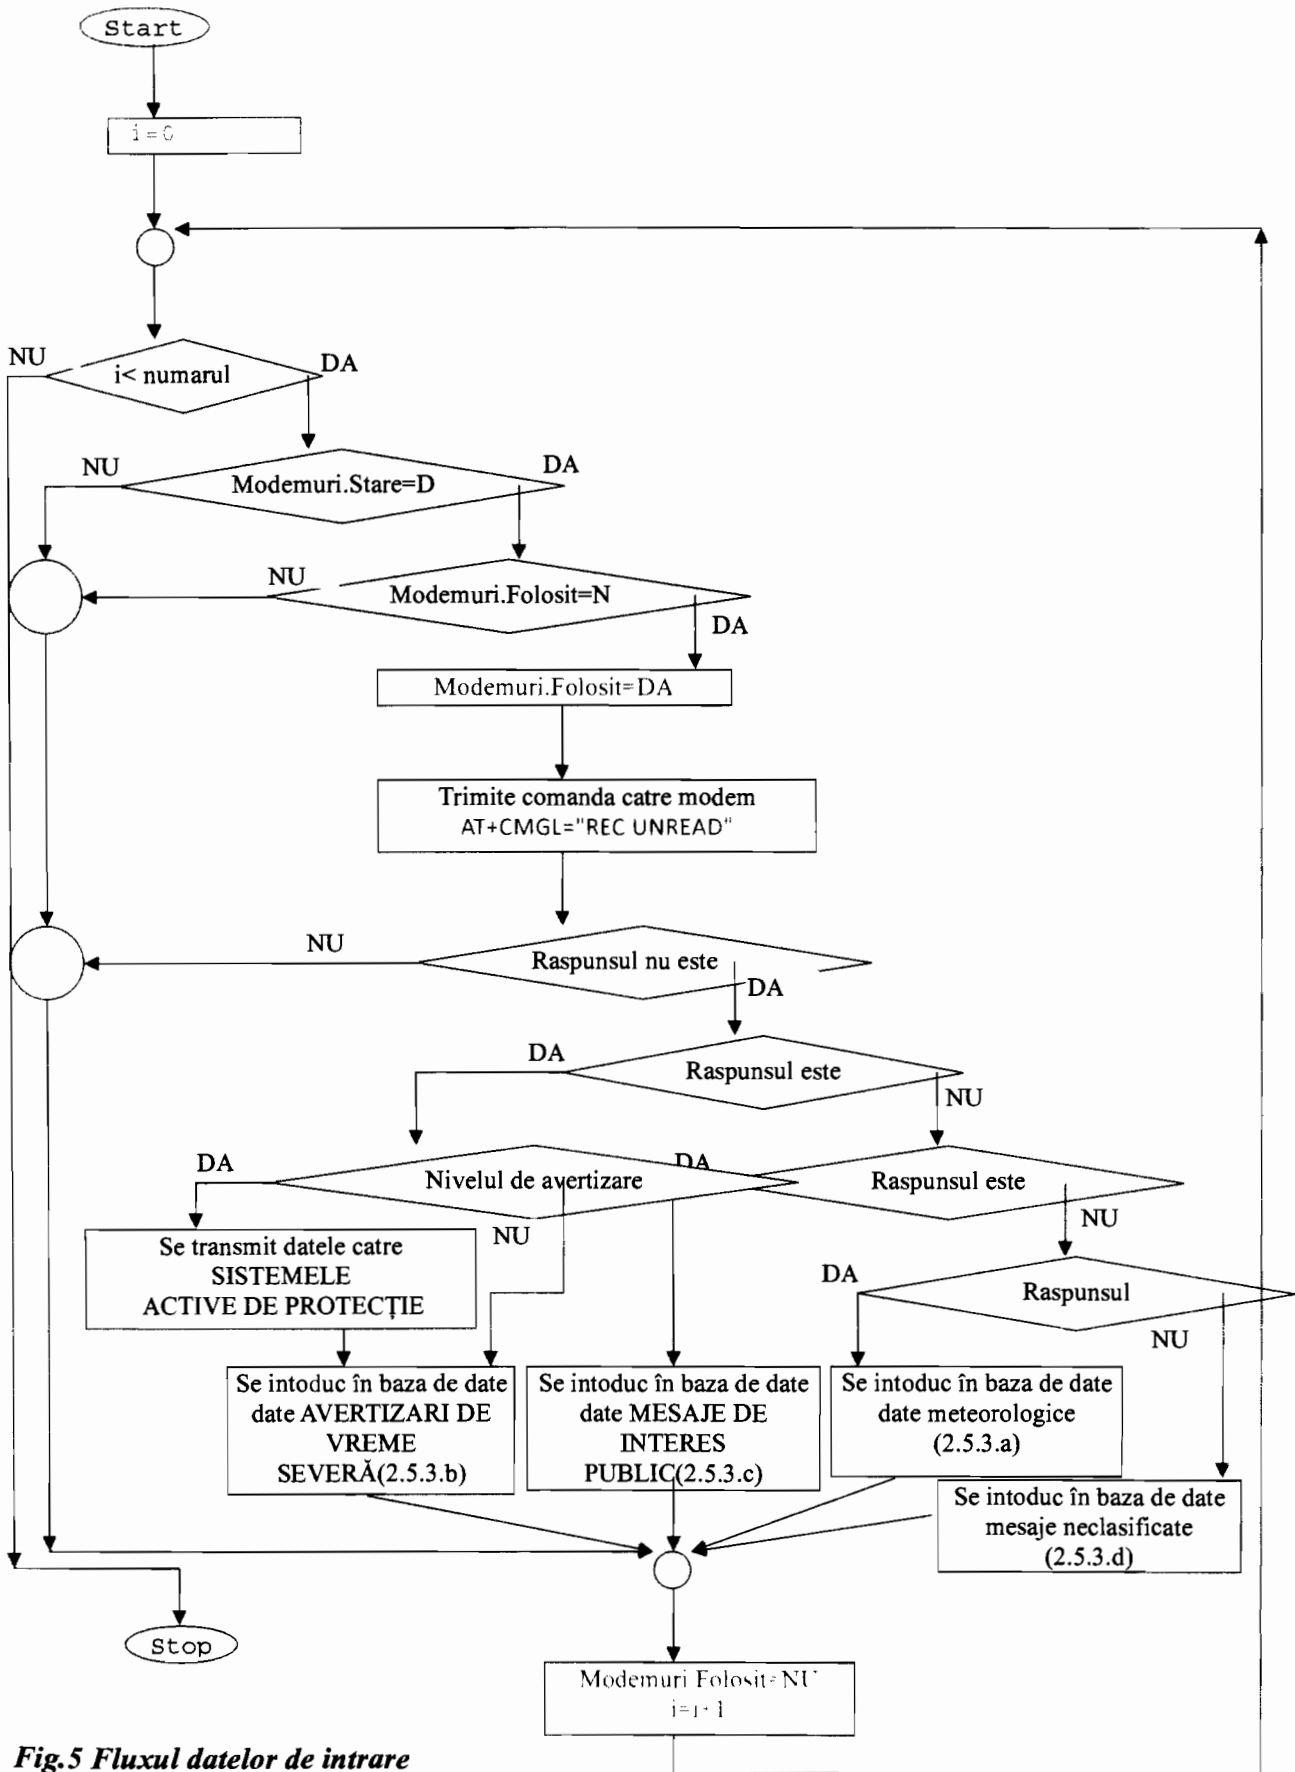 Start
i=0
NU
DA
i< numarul
NU
DA
Modemuri.Stare=D
NU
Modemuri.Folosit=N
DA
Modemuri.Folosit=DA
Trimite comanda catre modem
AT+CMGL="REC UNREAD"
NU
Raspunsul nu este
DA
DA
Raspunsul este
NU
DA
Nivelul de avertizare
NU
DA
Raspunsul este
NU
Se transmit datele catre
SISTEMELE
ACTIVE DE PROTECȚIE
DA
Raspunsul
NU
Se intoduc în baza de date
date AVERTIZARI DE
VREME
SEVERĂ(2.5.3.b)
Se intoduc în baza de date
date MESAJE DE
INTERES
PUBLIC(2.5.3.c)
Se intoduc în baza de date
date meteorologice
(2.5.3.a)
Se intoduc în baza de date
mesaje neclasificate
(2.5.3.d)
Stop
Modemuri Folosit=NU
i=i+1
Fig.5 Fluxul datelor de intrare